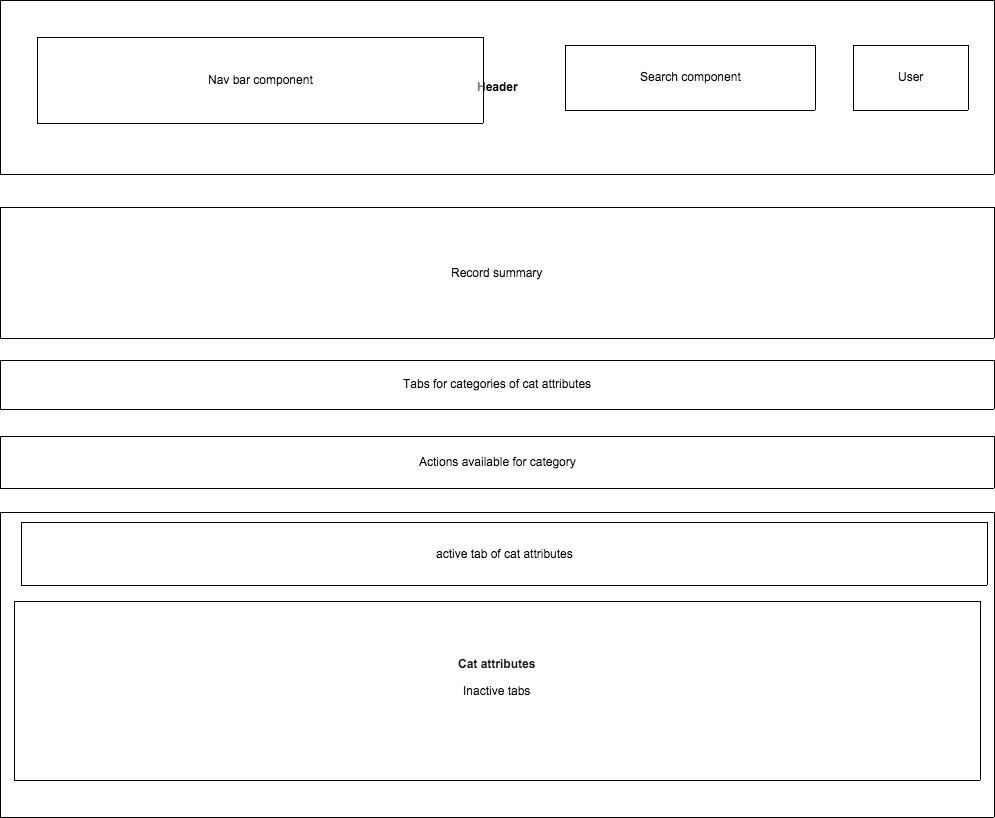 Nav bar component
Header
Search component
User
Record summary
Tabs for categories of cat attributes
Actions available for category
active tab of cat attributes
Cat attributes
Inactive tabs